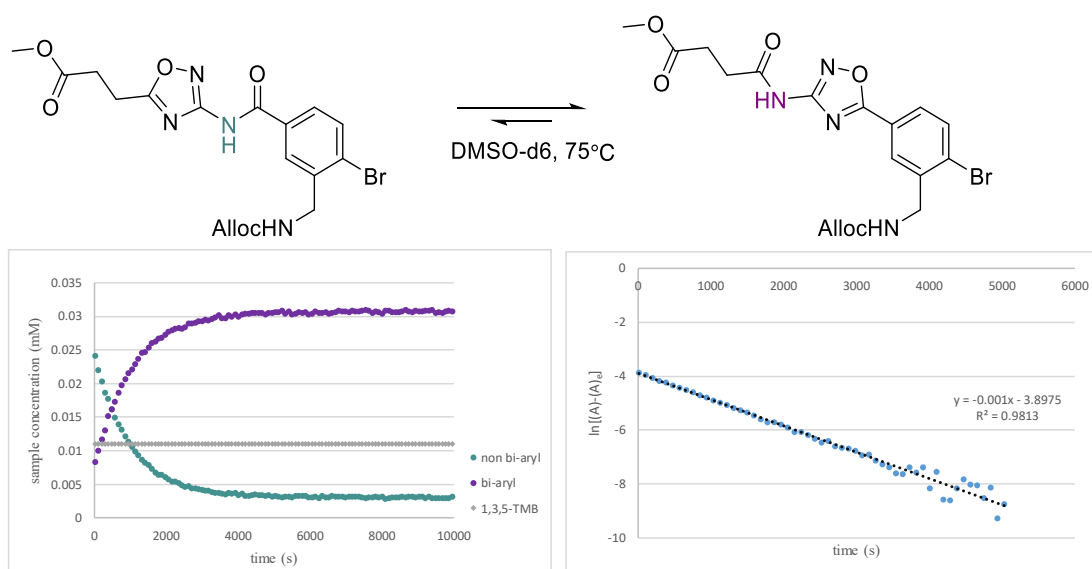 O
O
O
N
N
N
H
O
Br
AllocHN
DMSO-d6, 75°C
O
O
O
HN
N
O
N
Br
AllocHN
0.035
0.03
0.025
0.02
0.015
0.01
0.005
0
0 2000 4000 6000 8000 10000
sample concentration (mM)
time (s)
non bi-aryl
bi-aryl
1,3,5-TMB
0
-2
-4
-6
-8
-10
0 1000 2000 3000 4000 5000 6000
ln [(A)-(A)e]
time (s)
y = -0.001x - 3.8975
R² = 0.9813